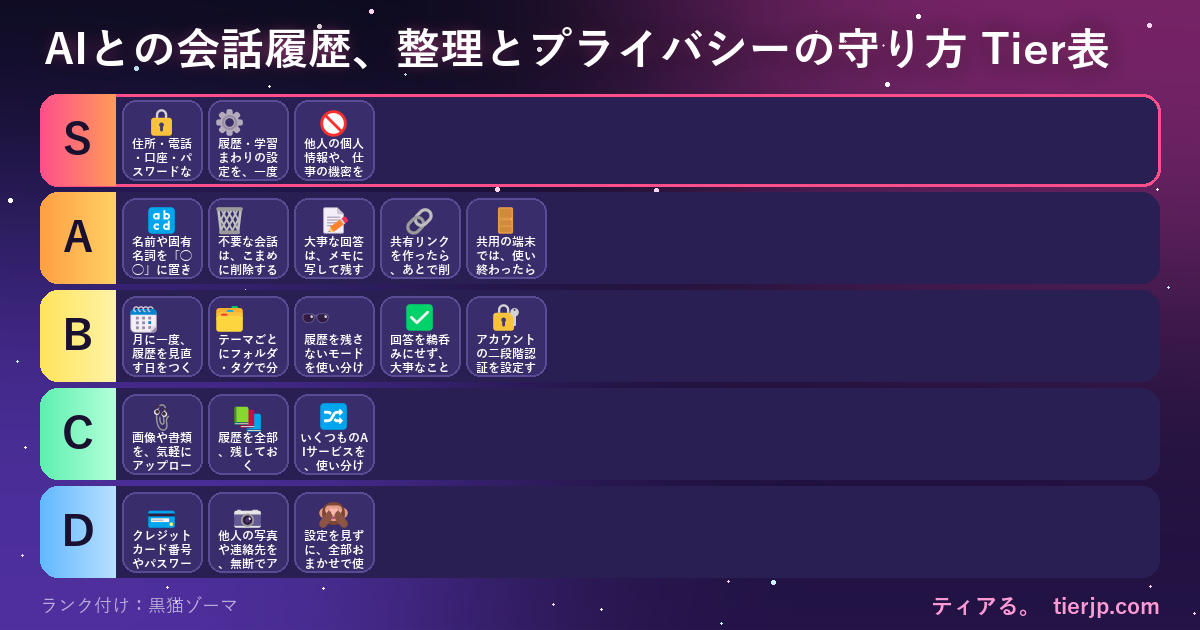 AIとの会話履歴、整理とプライバシーの守り方 Tier表
S
住所・電話
・口座・パ
スワードな
履歴・学習
まわりの設
定を、一度
他人の個人
情報や、仕
事の機密を
A
abcd
名前や固有
名詞を「〇
〇」に置き
不要な会話
は、こまめ
に削除する
大事な回答
は、メモに
写して残す
共有リンク
を作ったら
、あとで削
共用の端末
では、使い
終わったら
B
月に一度、
履歴を見直
す日をつく
テーマごと
にフォルダ
・タグで分
履歴を残さ
ないモード
を使い分け
回答を鵜呑
みにせず、
大事なこと
アカウント
の二段階認
証を設定す
C
画像や書類
を、気軽に
アップロー
履歴を全部
、残してお
く
いくつものA
Iサービスを
、使い分け
D
クレジット
カード番号
やパスワー
他人の写真
や連絡先を
、無断でア
設定を見ず
に、全部お
まかせで使
ランク付け：黒猫ゾーマ
ティアる。 tierjp.com